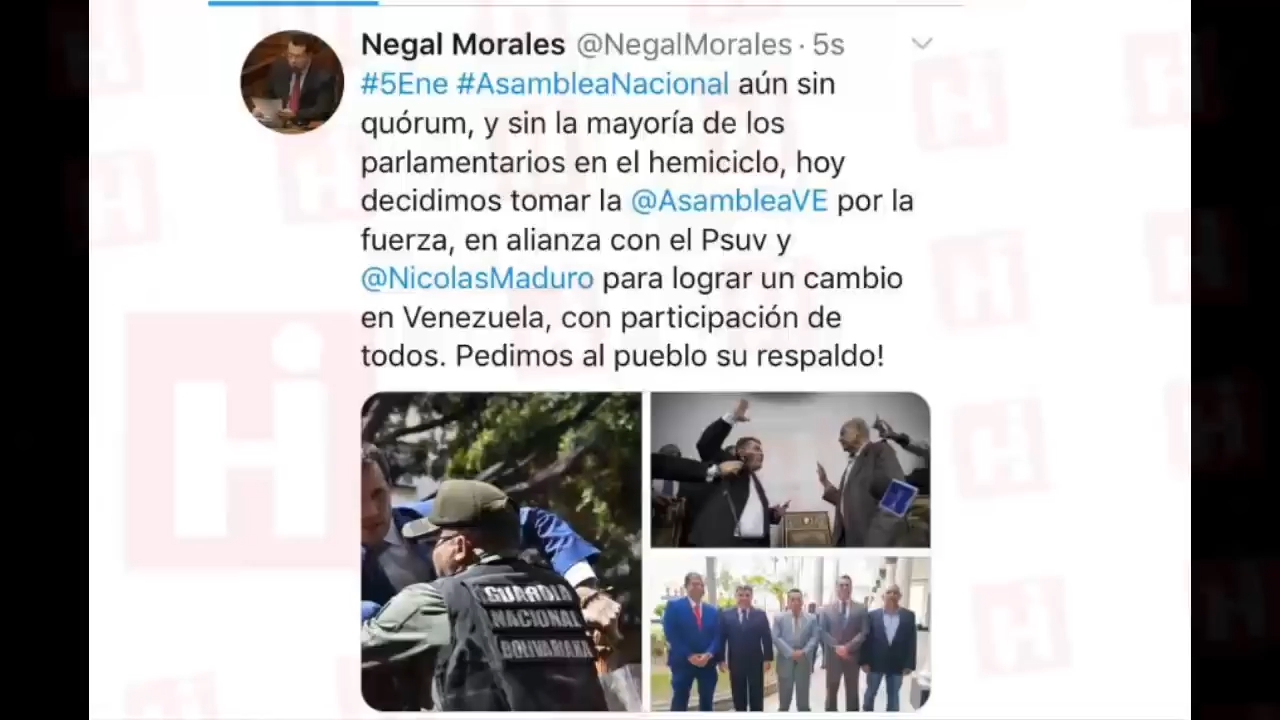 Negal Morales @NegalMorales · 5s
#5Ene #AsambleaNacional aún sin
quórum, y sin la mayoría de los
parlamentarios en el hemiciclo, hoy
decidimos tomar la @AsambleaVE por la
fuerza, en alianza con el Psuv y
@NicolasMaduro para lograr un cambio
en Venezuela, con participación de
todos. Pedimos al pueblo su respaldo!
GUARDIA
NACIONAL
BOLIVARIANA
Hi